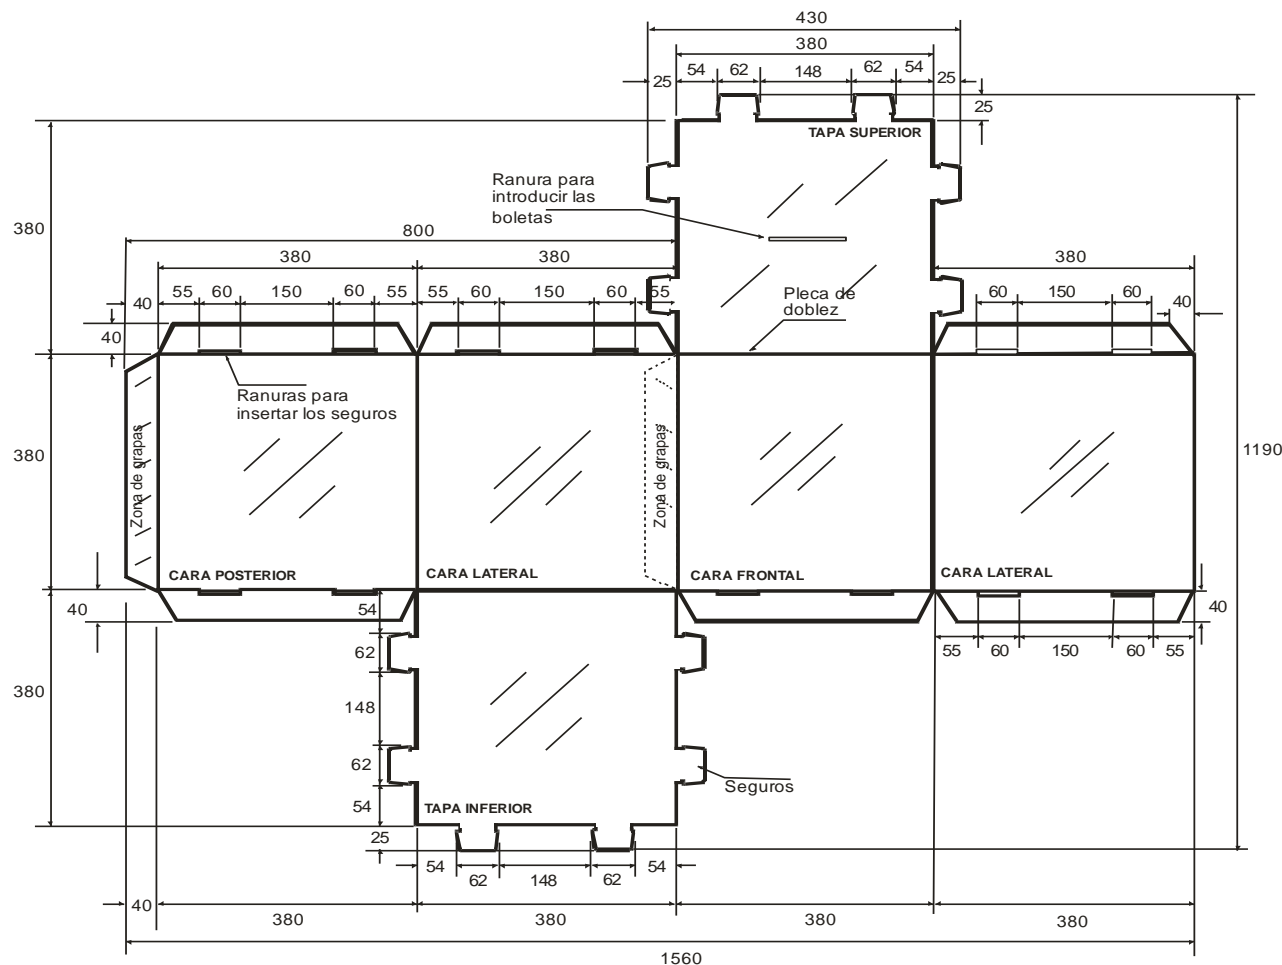 430
380
54 62 148 62 54
25 25
25
TAPA SUPERIOR
Ranura para
introducir las
boletas
380
800
380 380 380
40 55 60 150 60 55 55 60 150 60 55 60 150 60 40
40
Pleca de
doblez
Ranuras para
insertar los seguros
380
Zona de grapas
Zona de grapas
1190
CARA POSTERIOR
CARA LATERAL
CARA FRONTAL
CARA LATERAL
40
54
40
55 60 150 60 55
62
380
148
62
Seguros
54
TAPA INFERIOR
25
54 62 148 62 54
40 380 380 380 380
1560